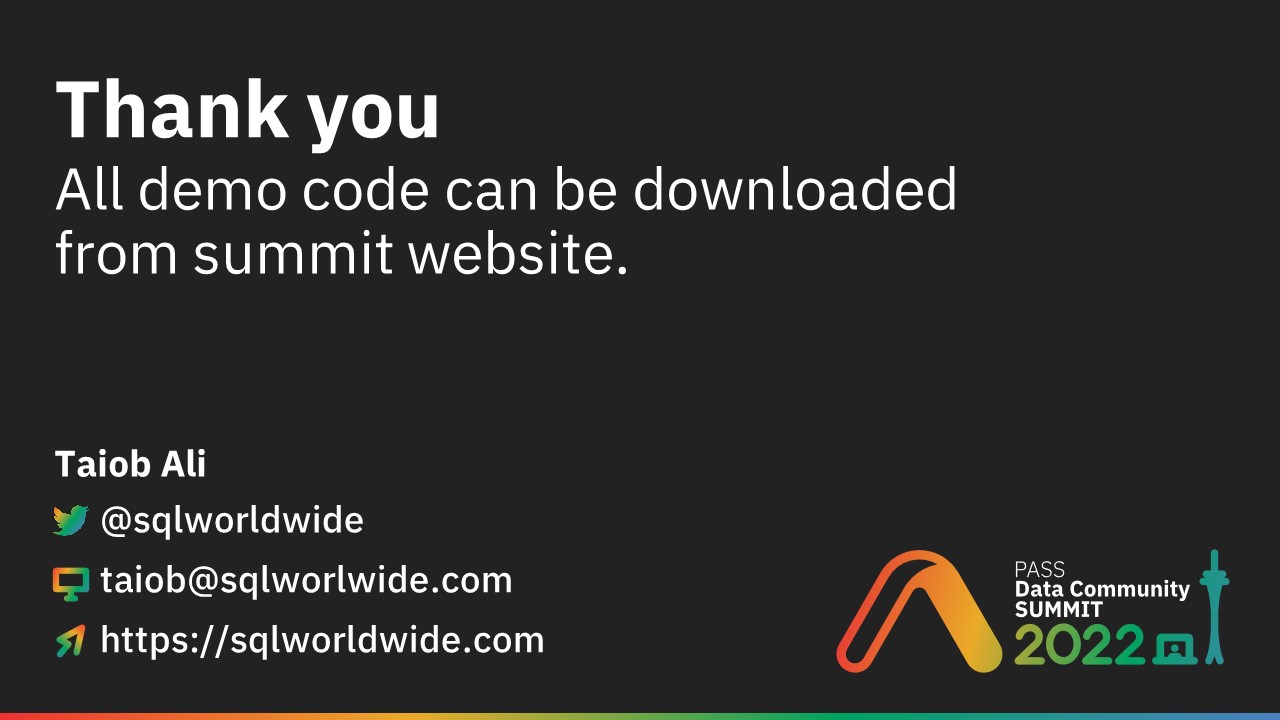 Thank you
All demo code can be downloaded
from summit website.
Taiob Ali
@sqlworldwide
taiob@sqlworlwide.com
https://sqlworldwide.com
PASS
Data Community
SUMMIT
2022